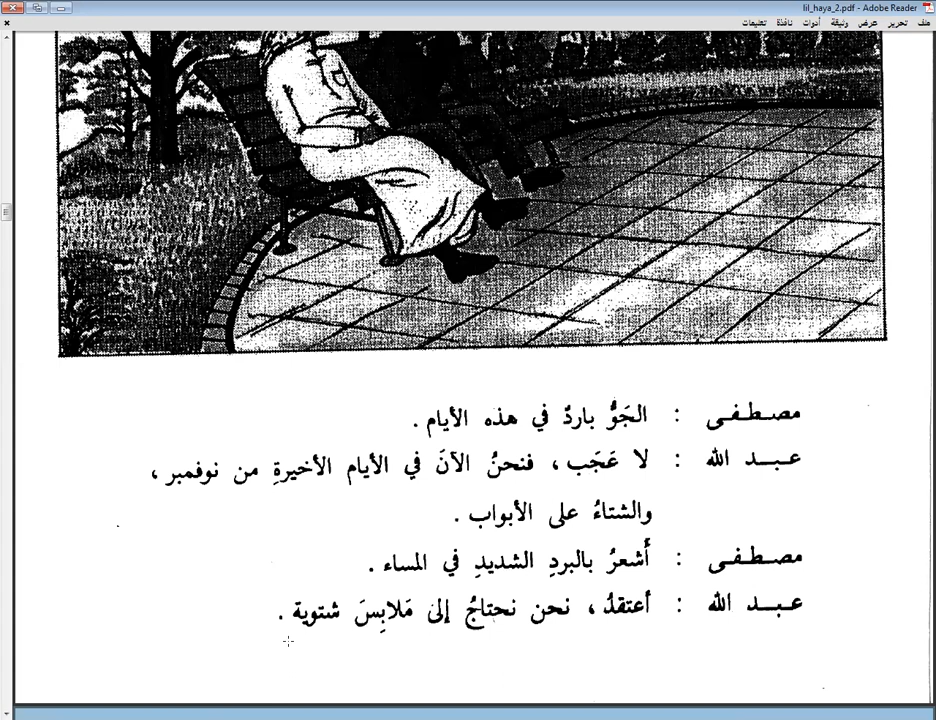 lil_haya_2.pdf - Adobe Reader
ملف تحرير عرض وثيقة أدوات نافذة تعليمات
مصطفى : الجَوُّ باردٌ في هذه الأيام .
عبد الله : لا عَجَب ، فنحنُ الآنَ في الأيام الأخيرةِ من نوفمبر ،
والشتاءُ على الأبواب .
مصطفى : أَشعرُ بالبردِ الشديدِ في المساء .
عبد الله : أعتقدُ ، نحن نحتاجُ إلى مَلابِسَ شتوية .